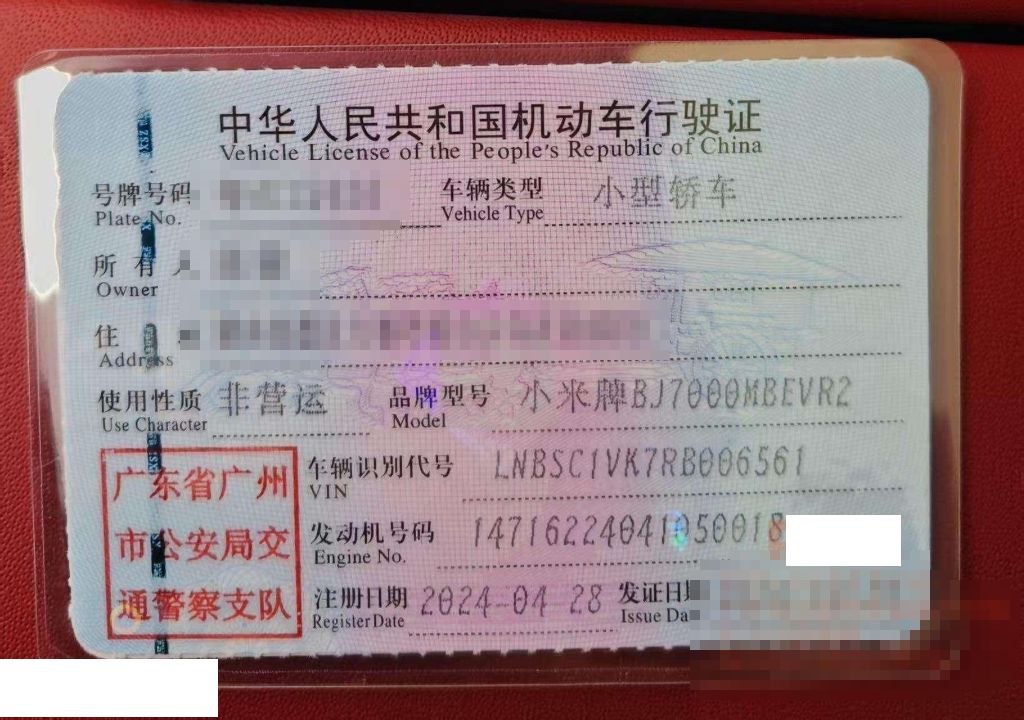 中华人民共和国机动车行驶证
Vehicle License of the People's Republic of China
号牌号码 车辆类型 小型轿车
Plate No. Vehicle Type
所有人
Owner
住
Address
使用性质 非营运 品牌型号 小米牌BJ7000MBEVR2
Use Character Model
广东省广州 车辆识别代号 LNBSC1VK7RB006561
VIN
市公安局交 发动机号码 14716224041050018
Engine No.
通警察支队 注册日期 2024-04-28 发证日期
Register Date Issue Da